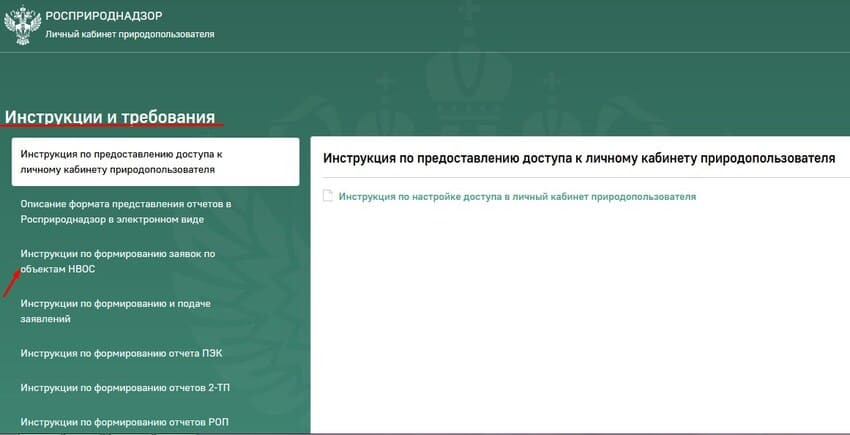 РОСПРИРОДНАДЗОР
Личный кабинет природопользователя
Инструкции и требования
Инструкция по предоставлению доступа к
личному кабинету природопользователя
Описание формата представления отчетов в
Росприроднадзор в электронном виде
Инструкции по формированию заявок по
объектам НВОС
Инструкции по формированию и подаче
заявлений
Инструкция по формированию отчета ПЭК
Инструкции по формированию отчетов 2-ТП
Инструкции по формированию отчетов РОП
Инструкция по предоставлению доступа к личному кабинету природопользователя
Инструкция по настройке доступа в личный кабинет природопользователя